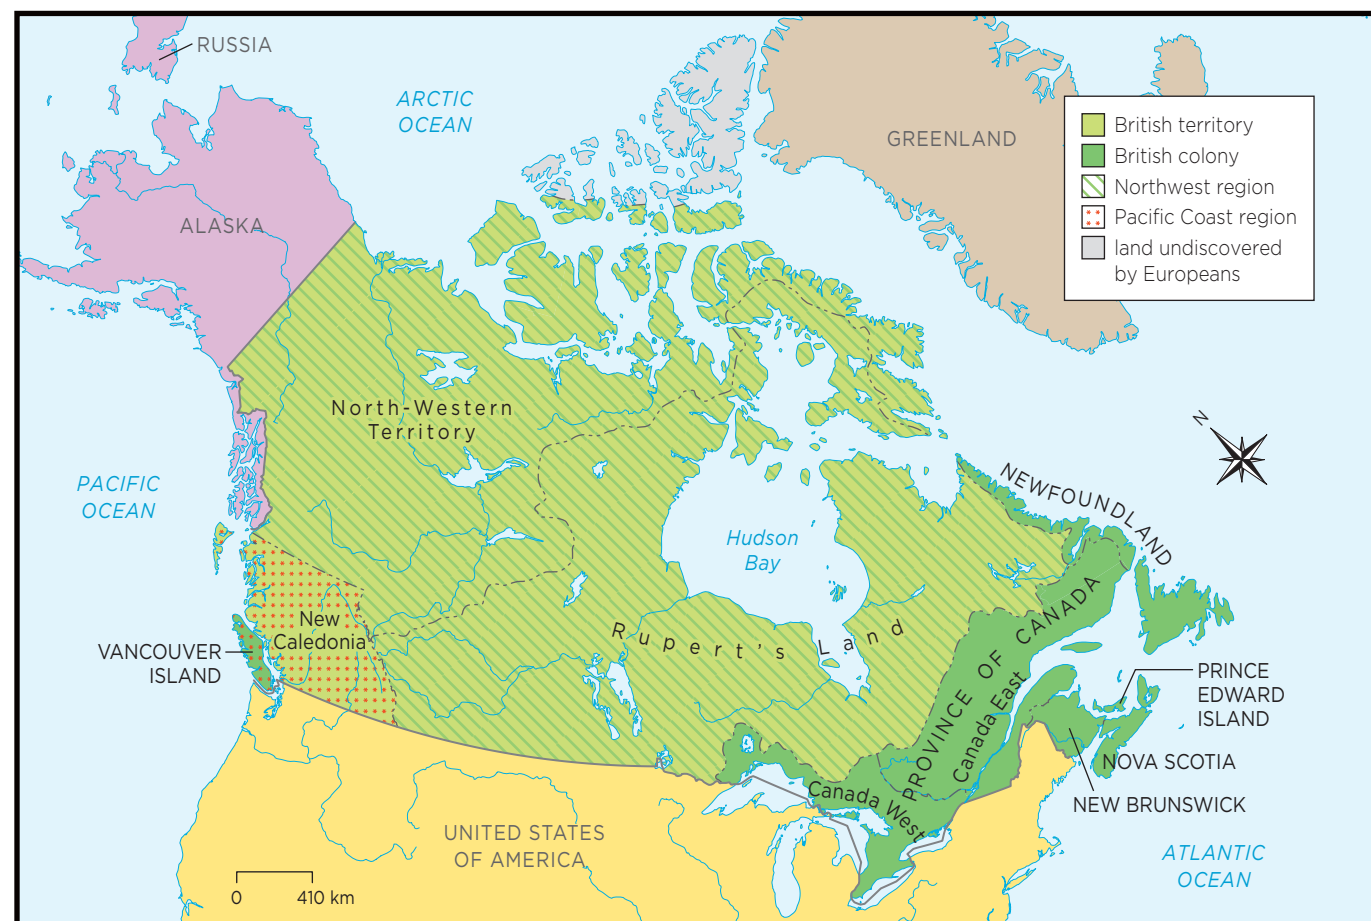 RUSSIA
ARCTIC
OCEAN
GREENLAND
British territory
British colony
Northwest region
Pacific Coast region
land undiscovered
by Europeans
ALASKA
North-Western
Territory
N
PACIFIC
OCEAN
NEWFOUNDLAND
Hudson
Bay
New
Caledonia
Rupert's Land
VANCOUVER
ISLAND
PROVINCE OF CANADA
Canada East
Canada West
PRINCE
EDWARD
ISLAND
NOVA SCOTIA
NEW BRUNSWICK
UNITED STATES
OF AMERICA
ATLANTIC
OCEAN
0 410 km